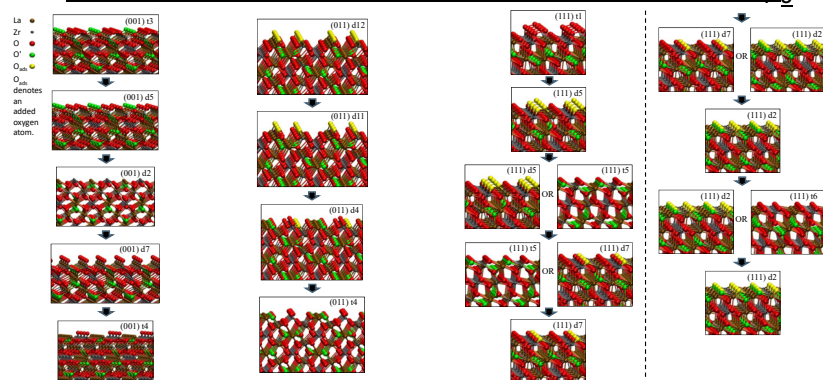 La
Zr
O
O'
O_ads
O_ads
denotes
an
added
oxygen
atom.
(001) t3
(001) d5
(001) d2
(001) d7
(001) t4
(011) d12
(011) d11
(011) d4
(011) t4
(111) t1
(111) d5
(111) d5
OR
(111) t5
(111) t5
OR
(111) d7
(111) d7
(111) d7
OR
(111) d2
(111) d2
(111) d2
OR
(111) t6
(111) d2